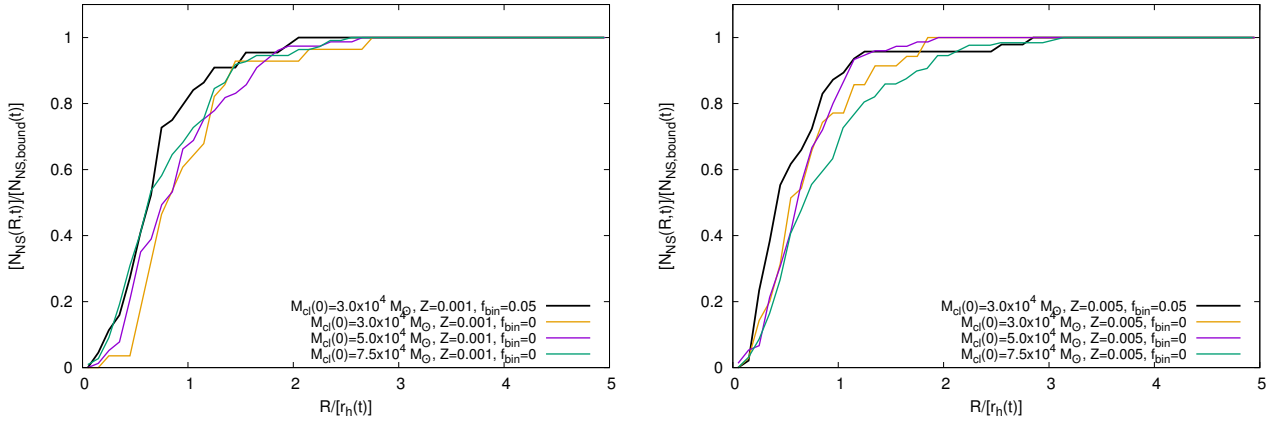 [N_NS(R,t)]/[N_NS,bound(t)]
1
0.8
0.6
0.4
0.2
0
M_cl(0)=3.0x10^4 M_⊙, Z=0.001, f_bin=0.05
M_cl(0)=3.0x10^4 M_⊙, Z=0.001, f_bin=0
M_cl(0)=5.0x10^4 M_⊙, Z=0.001, f_bin=0
M_cl(0)=7.5x10^4 M_⊙, Z=0.001, f_bin=0
0 1 2 3 4 5
R/[r_h(t)]
[N_NS(R,t)]/[N_NS,bound(t)]
1
0.8
0.6
0.4
0.2
0
M_cl(0)=3.0x10^4 M_⊙, Z=0.005, f_bin=0.05
M_cl(0)=3.0x10^4 M_⊙, Z=0.005, f_bin=0
M_cl(0)=5.0x10^4 M_⊙, Z=0.005, f_bin=0
M_cl(0)=7.5x10^4 M_⊙, Z=0.005, f_bin=0
0 1 2 3 4 5
R/[r_h(t)]